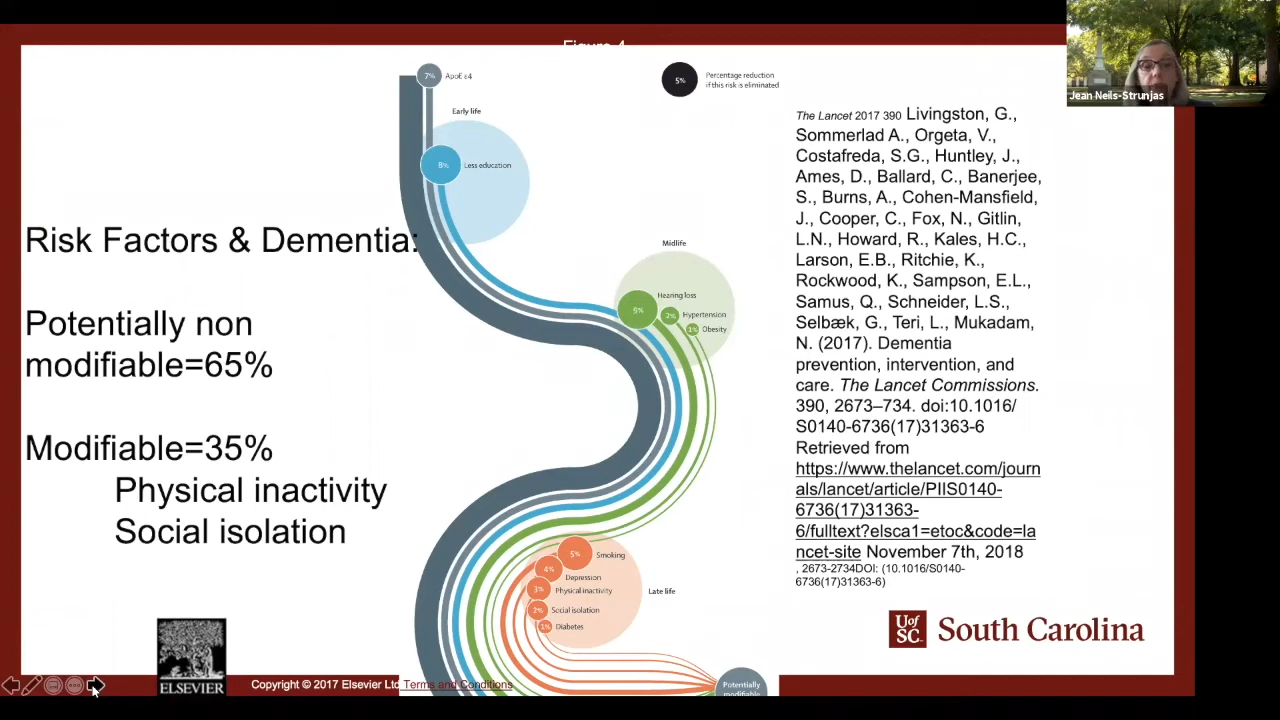 Figure 4
Jean Neils-Strunjas
7%
ApoE ε4
5%
Percentage reduction
if this risk is eliminated
Early life
8%
Less education
Risk Factors & Dementia:
Potentially non
modifiable=65%
Modifiable=35%
Physical inactivity
Social isolation
Midlife
Hearing loss
9%
2%
Hypertension
1%
Obesity
5%
Smoking
4%
Depression
3%
Physical inactivity
Late life
2%
Social isolation
1%
Diabetes
Potentially
modifiable
The Lancet 2017 390 Livingston, G.,
Sommerlad A., Orgeta, V.,
Costafreda, S.G., Huntley, J.,
Ames, D., Ballard, C., Banerjee,
S., Burns, A., Cohen-Mansfield,
J., Cooper, C., Fox, N., Gitlin,
L.N., Howard, R., Kales, H.C.,
Larson, E.B., Ritchie, K.,
Rockwood, K., Sampson, E.L.,
Samus, Q., Schneider, L.S.,
Selbæk, G., Teri, L., Mukadam,
N. (2017). Dementia
prevention, intervention, and
care. The Lancet Commissions.
390, 2673–734. doi:10.1016/
S0140-6736(17)31363-6
Retrieved from
https://www.thelancet.com/journ
als/lancet/article/PIIS0140-
6736(17)31363-
6/fulltext?elsca1=etoc&code=la
ncet-site November 7th, 2018
, 2673-2734DOI: (10.1016/S0140-
6736(17)31363-6)
UofSC
South Carolina
ELSEVIER
Copyright © 2017 Elsevier Ltd Terms and Conditions